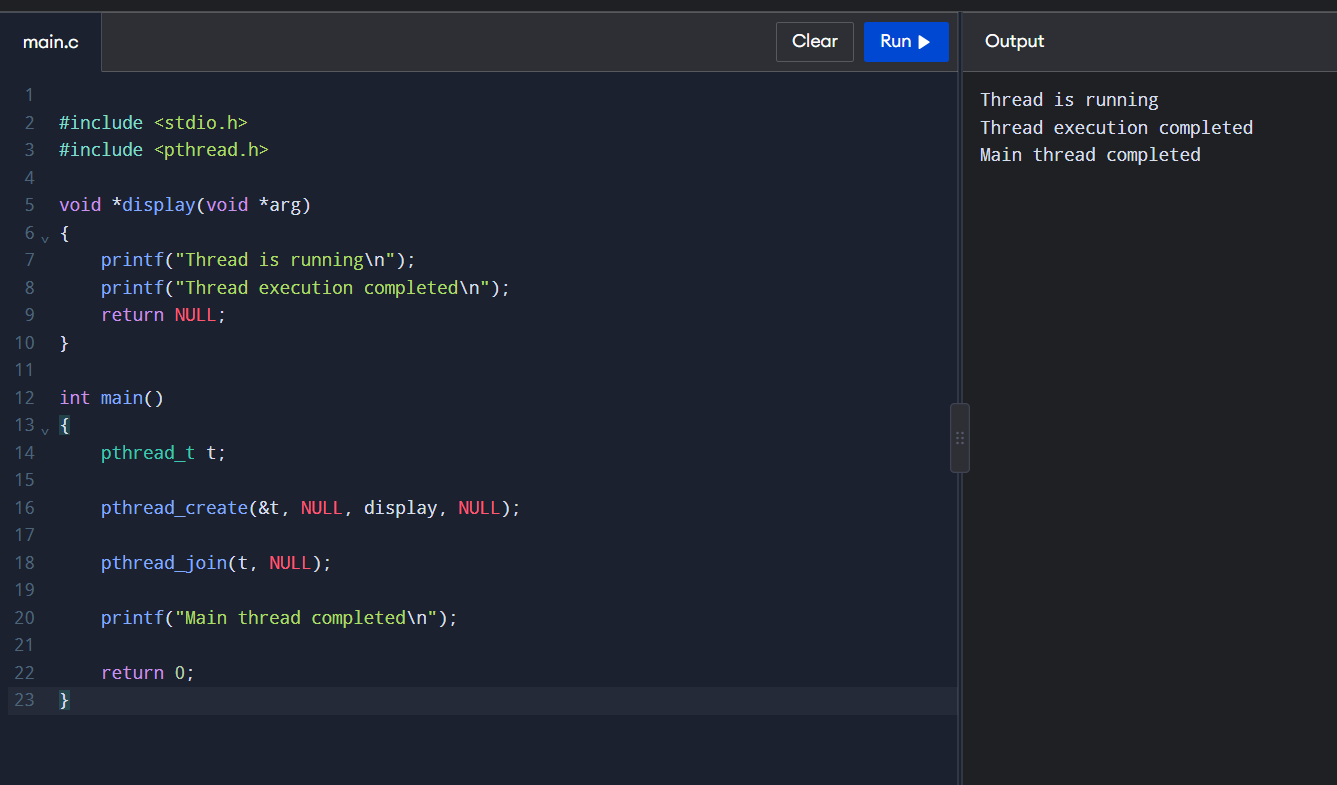 main.c
Clear
Run
Output
1
2 #include <stdio.h>
3 #include <pthread.h>
4
5 void *display(void *arg)
6 {
7     printf("Thread is running\n");
8     printf("Thread execution completed\n");
9     return NULL;
10 }
11
12 int main()
13 {
14     pthread_t t;
15
16     pthread_create(&t, NULL, display, NULL);
17
18     pthread_join(t, NULL);
19
20     printf("Main thread completed\n");
21
22     return 0;
23 }
Thread is running
Thread execution completed
Main thread completed